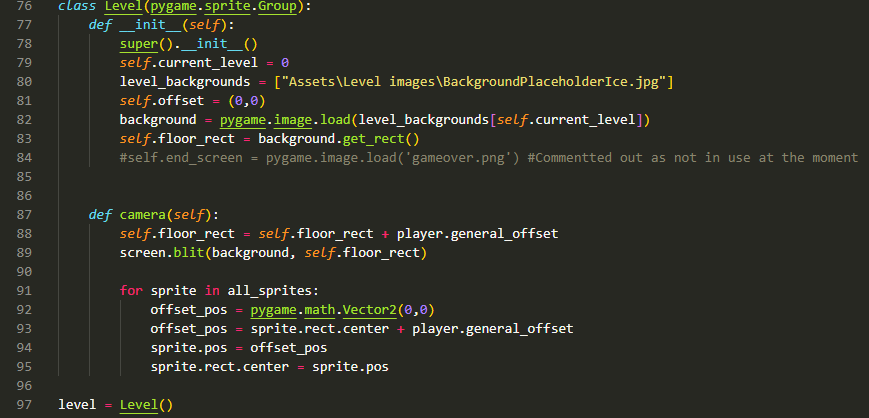 76 class Level(pygame.sprite.Group):
77     def __init__(self):
78         super().__init__()
79         self.current_level = 0
80         level_backgrounds = ["Assets\Level images\BackgroundPlaceholderIce.jpg"]
81         self.offset = (0,0)
82         background = pygame.image.load(level_backgrounds[self.current_level])
83         self.floor_rect = background.get_rect()
84         #self.end_screen = pygame.image.load('gameover.png') #Commentted out as not in use at the moment
85
86
87     def camera(self):
88         self.floor_rect = self.floor_rect + player.general_offset
89         screen.blit(background, self.floor_rect)
90
91         for sprite in all_sprites:
92             offset_pos = pygame.math.Vector2(0,0)
93             offset_pos = sprite.rect.center + player.general_offset
94             sprite.pos = offset_pos
95             sprite.rect.center = sprite.pos
96
97 level = Level()